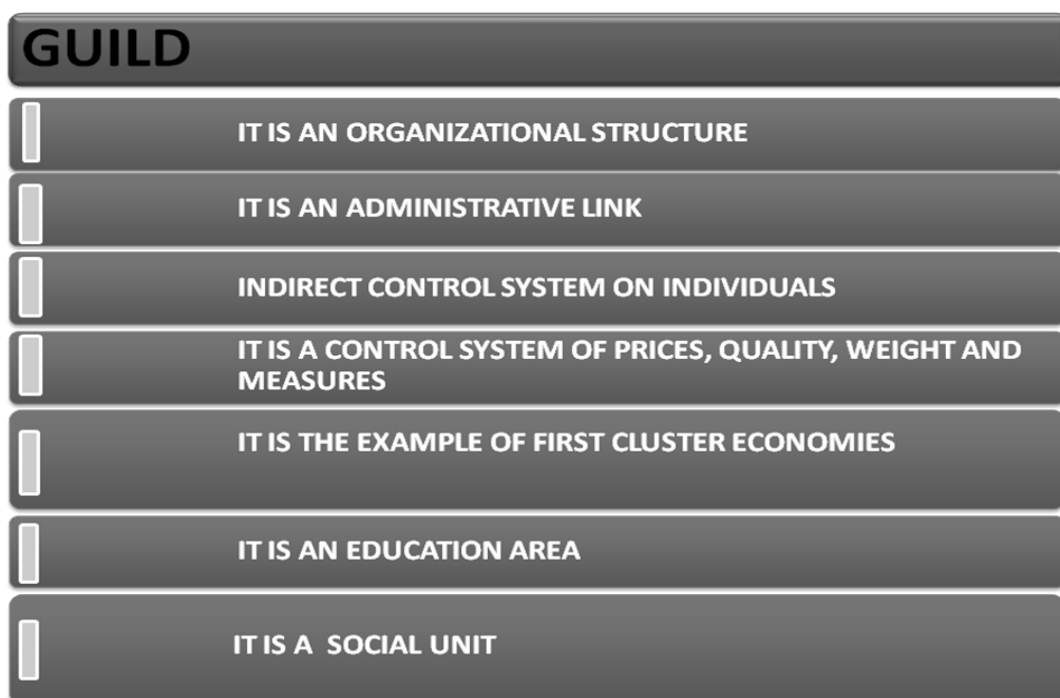 GUILD
IT IS AN ORGANIZATIONAL STRUCTURE
IT IS AN ADMINISTRATIVE LINK
INDIRECT CONTROL SYSTEM ON INDIVIDUALS
IT IS A CONTROL SYSTEM OF PRICES, QUALITY, WEIGHT AND
MEASURES
IT IS THE EXAMPLE OF FIRST CLUSTER ECONOMIES
IT IS AN EDUCATION AREA
IT IS A SOCIAL UNIT